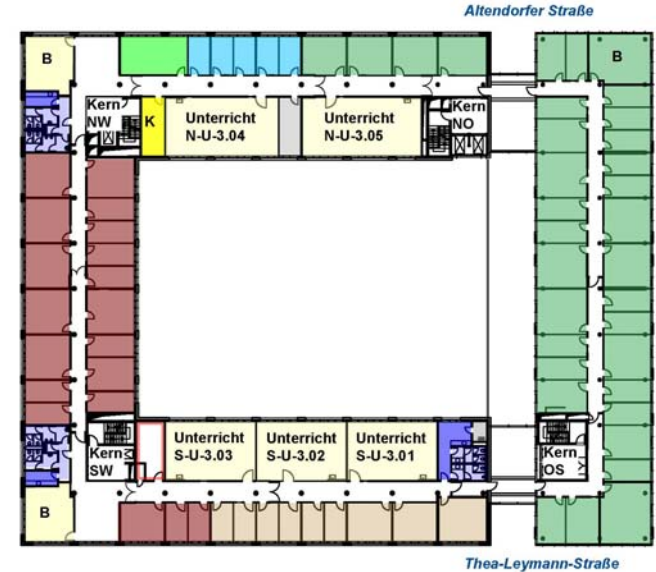 Altendorfer Straße
B
B
Kern
NW
K
Unterricht
N-U-3.04
Unterricht
N-U-3.05
Kern
NO
Kern
SW
Unterricht
S-U-3.03
Unterricht
S-U-3.02
Unterricht
S-U-3.01
Kern
OS
B
Thea-Leymann-Straße